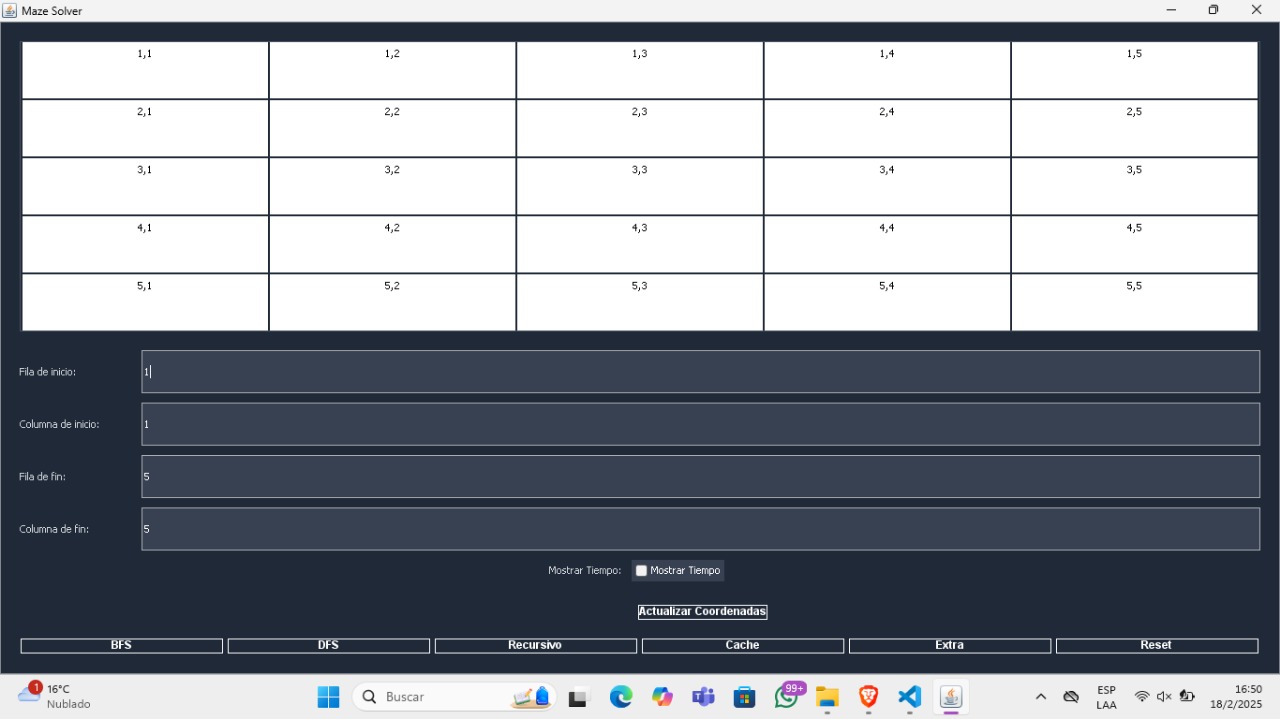 Maze Solver
1,1 1,2 1,3 1,4 1,5
2,1 2,2 2,3 2,4 2,5
3,1 3,2 3,3 3,4 3,5
4,1 4,2 4,3 4,4 4,5
5,1 5,2 5,3 5,4 5,5
Fila de inicio: 1
Columna de inicio: 1
Fila de fin: 5
Columna de fin: 5
Mostrar Tiempo: Mostrar Tiempo
Actualizar Coordenadas
BFS DFS Recursivo Cache Extra Reset
1 16°C
Nublado
Buscar
99+
ESP
LAA
16:50
18/2/2025